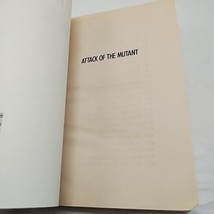 ATTACK OF THE MUTANT